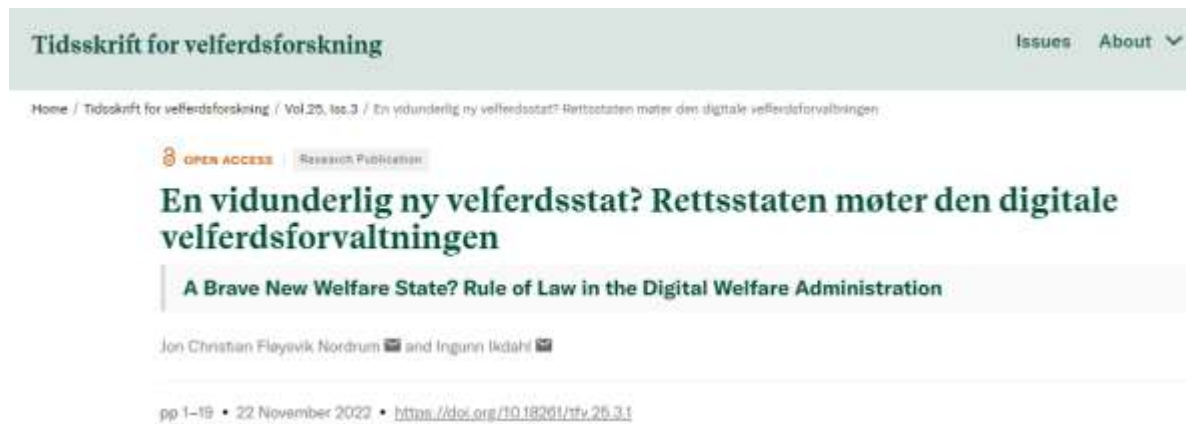 Tidsskrift for velferdsforskning
Issues About
Home / Tidsskrift for velferdsforskning / Vol.25, Iss.3 / En vidunderlig ny velferdsstat? Rettsstaten møter den digitale velferdsforvaltningen
OPEN ACCESS Research Publication
En vidunderlig ny velferdsstat? Rettsstaten møter den digitale
velferdsforvaltningen
A Brave New Welfare State? Rule of Law in the Digital Welfare Administration
Jon Christian Fløysvik Nordrum and Ingunn Ikdahl
pp 1–19 • 22 November 2022 • https://doi.org/10.18261/tfv.25.3.1